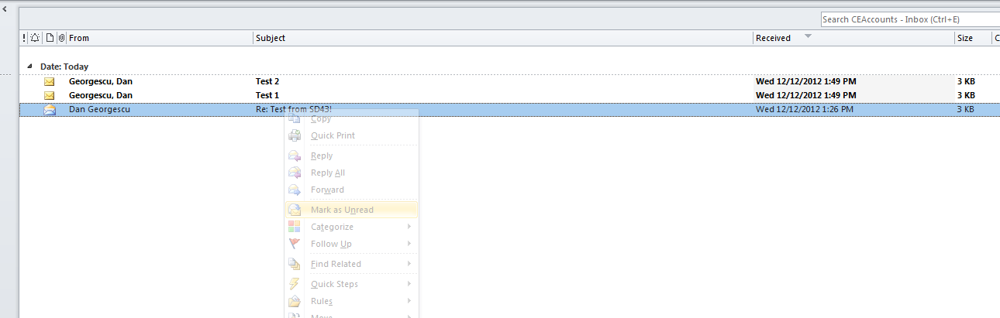 Search CEAccounts - Inbox (Ctrl+E)
! From Subject Received Size C
Date: Today
Georgescu, Dan Test 2 Wed 12/12/2012 1:49 PM 3 KB
Georgescu, Dan Test 1 Wed 12/12/2012 1:49 PM 3 KB
Dan Georgescu Re: Test from SD43! Wed 12/12/2012 1:26 PM 3 KB
Copy
Quick Print
Reply
Reply All
Forward
Mark as Unread
Categorize
Follow Up
Find Related
Quick Steps
Rules
Move